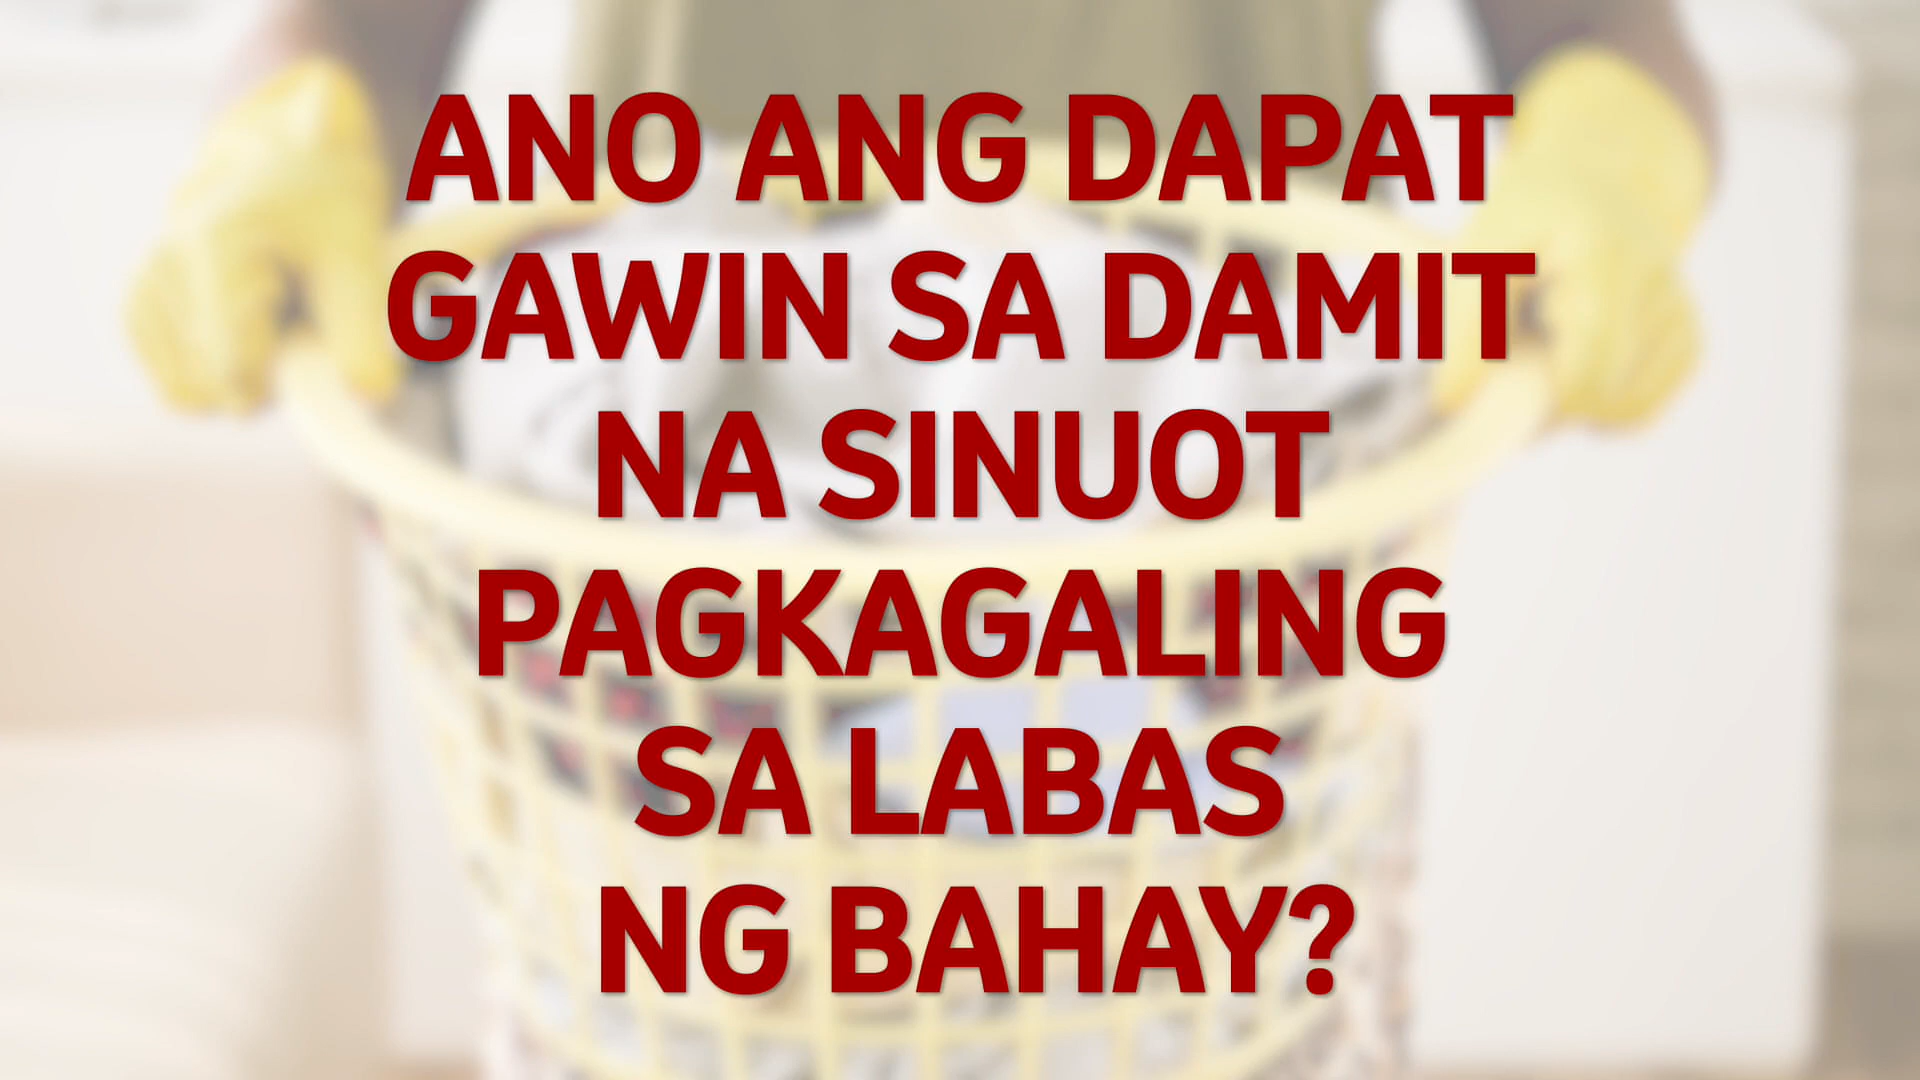 ANO ANG DAPAT
GAWIN SA DAMIT
NA SINUOT
PAGKAGALING
SA LABAS
NG BAHAY?